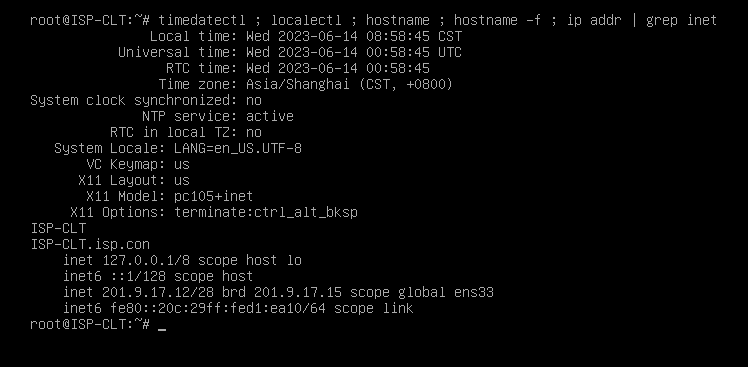 root@ISP-CLT:~# timedatectl ; localectl ; hostname ; hostname -f ; ip addr | grep inet
Local time: Wed 2023-06-14 08:58:45 CST
Universal time: Wed 2023-06-14 00:58:45 UTC
RTC time: Wed 2023-06-14 00:58:45
Time zone: Asia/Shanghai (CST, +0800)
System clock synchronized: no
NTP service: active
RTC in local TZ: no
System Locale: LANG=en_US.UTF-8
VC Keymap: us
X11 Layout: us
X11 Model: pc105+inet
X11 Options: terminate:ctrl_alt_bksp
ISP-CLT
ISP-CLT.isp.con
inet 127.0.0.1/8 scope host lo
inet6 ::1/128 scope host
inet 201.9.17.12/28 brd 201.9.17.15 scope global ens33
inet6 fe80::20c:29ff:fed1:ea10/64 scope link
root@ISP-CLT:~# _